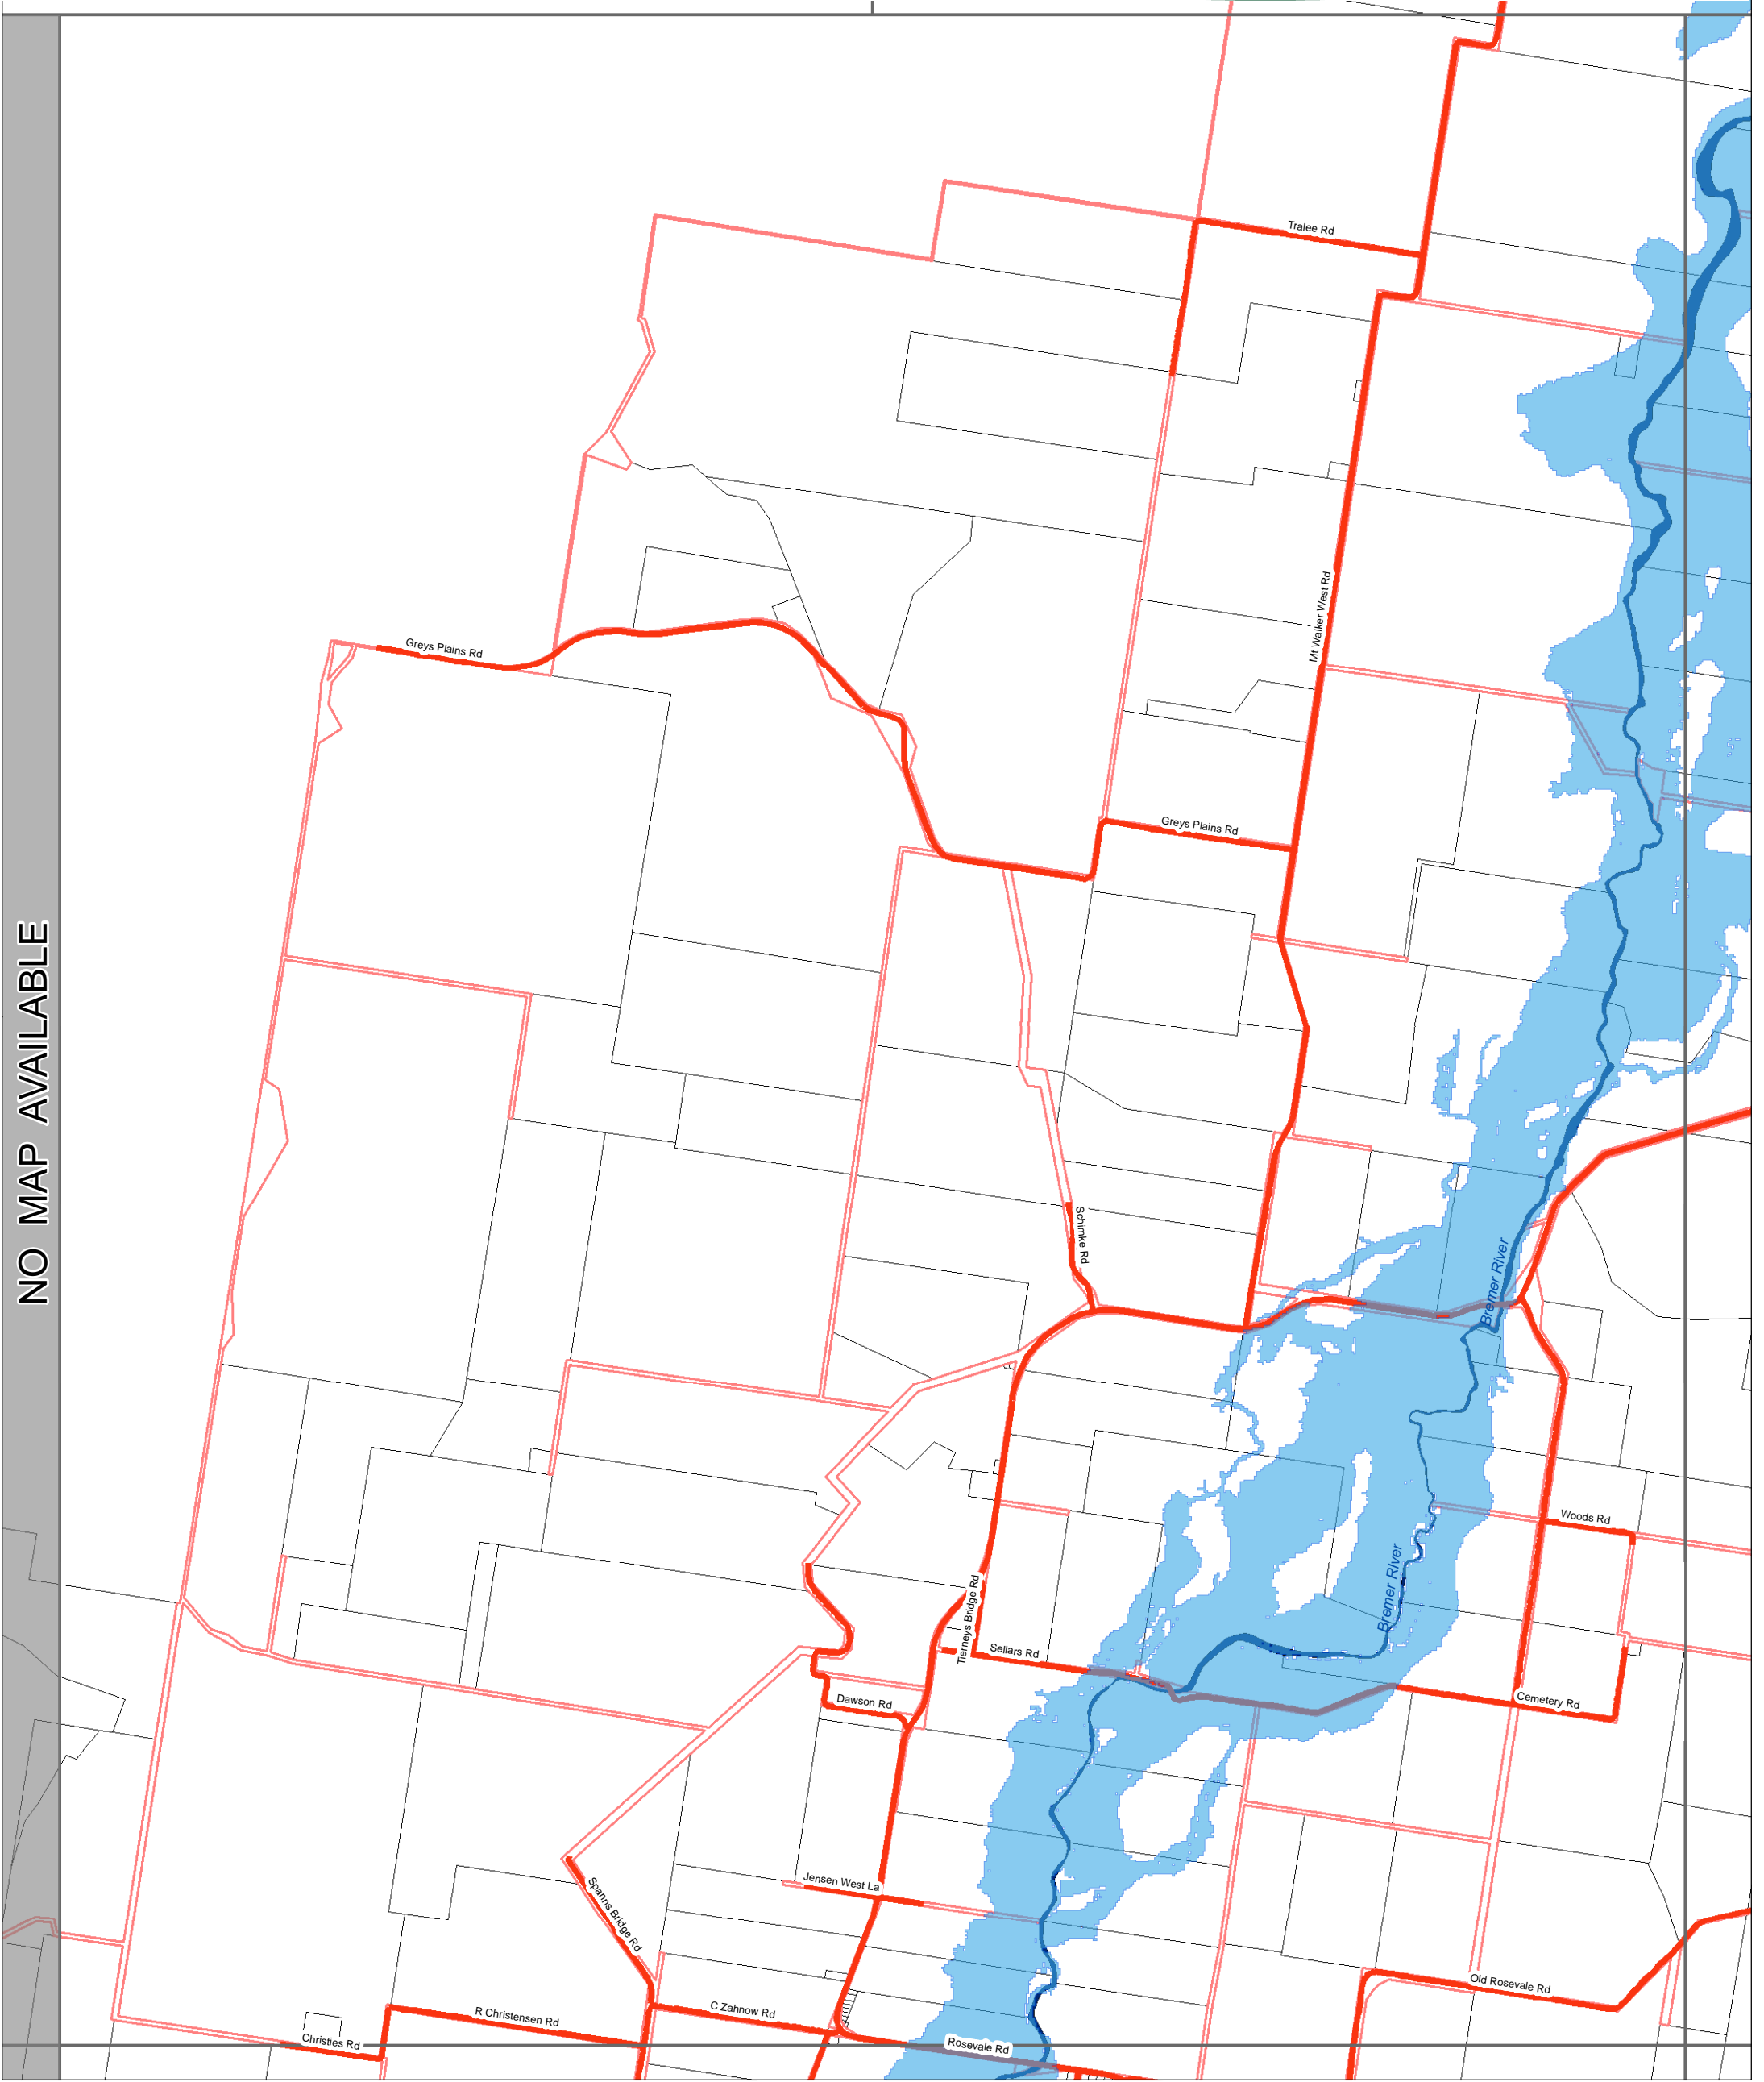 Tralee Rd
Mt Walker West Rd
Greys Plains Rd
Greys Plains Rd
NO MAP AVAILABLE
Schimke Rd
Bremer River
Woods Rd
Bremer RIver
Tierneys Bridge Rd
Sellars Rd
Dawson Rd
Cemetery Rd
Jensen West La
Spanns Bridge Rd
Old Rosevale Rd
R Christensen Rd
C Zahnow Rd
Christies Rd
Rosevale Rd